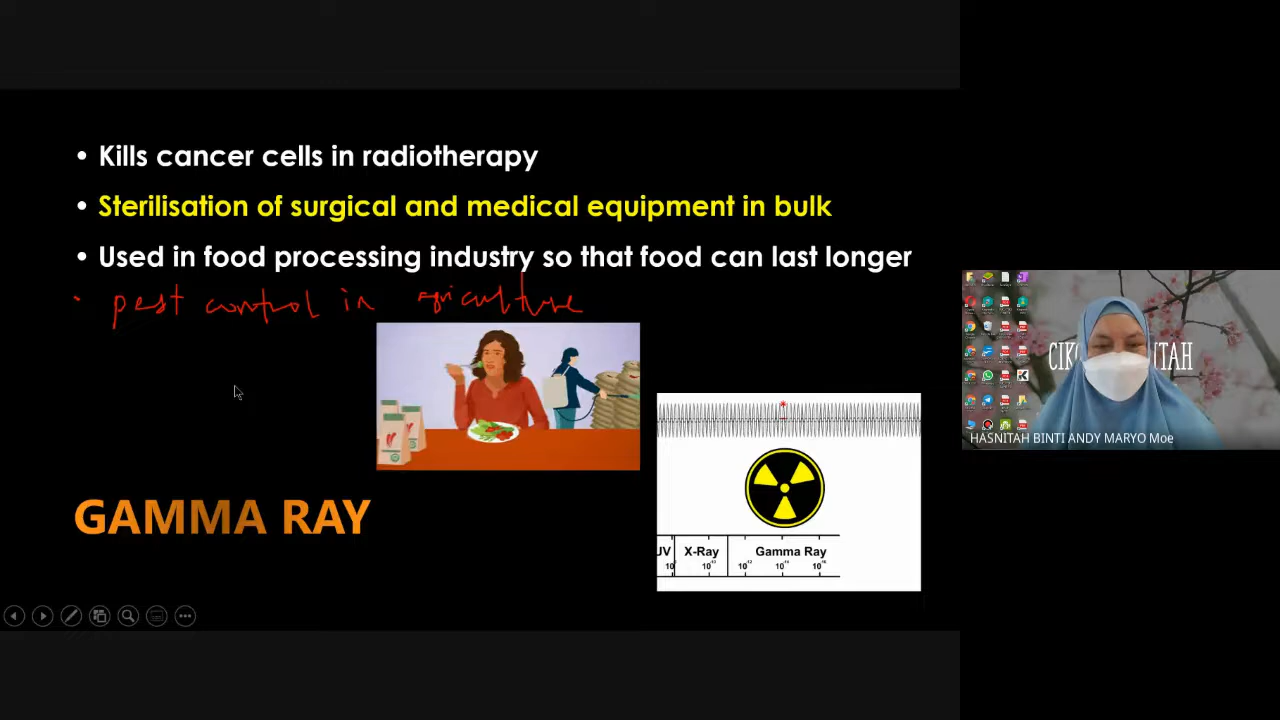 • Kills cancer cells in radiotherapy
• Sterilisation of surgical and medical equipment in bulk
• Used in food processing industry so that food can last longer
• pest control in agriculture
GAMMA RAY
UV X-Ray Gamma Ray
HASNITAH BINTI ANDY MARYO Moe